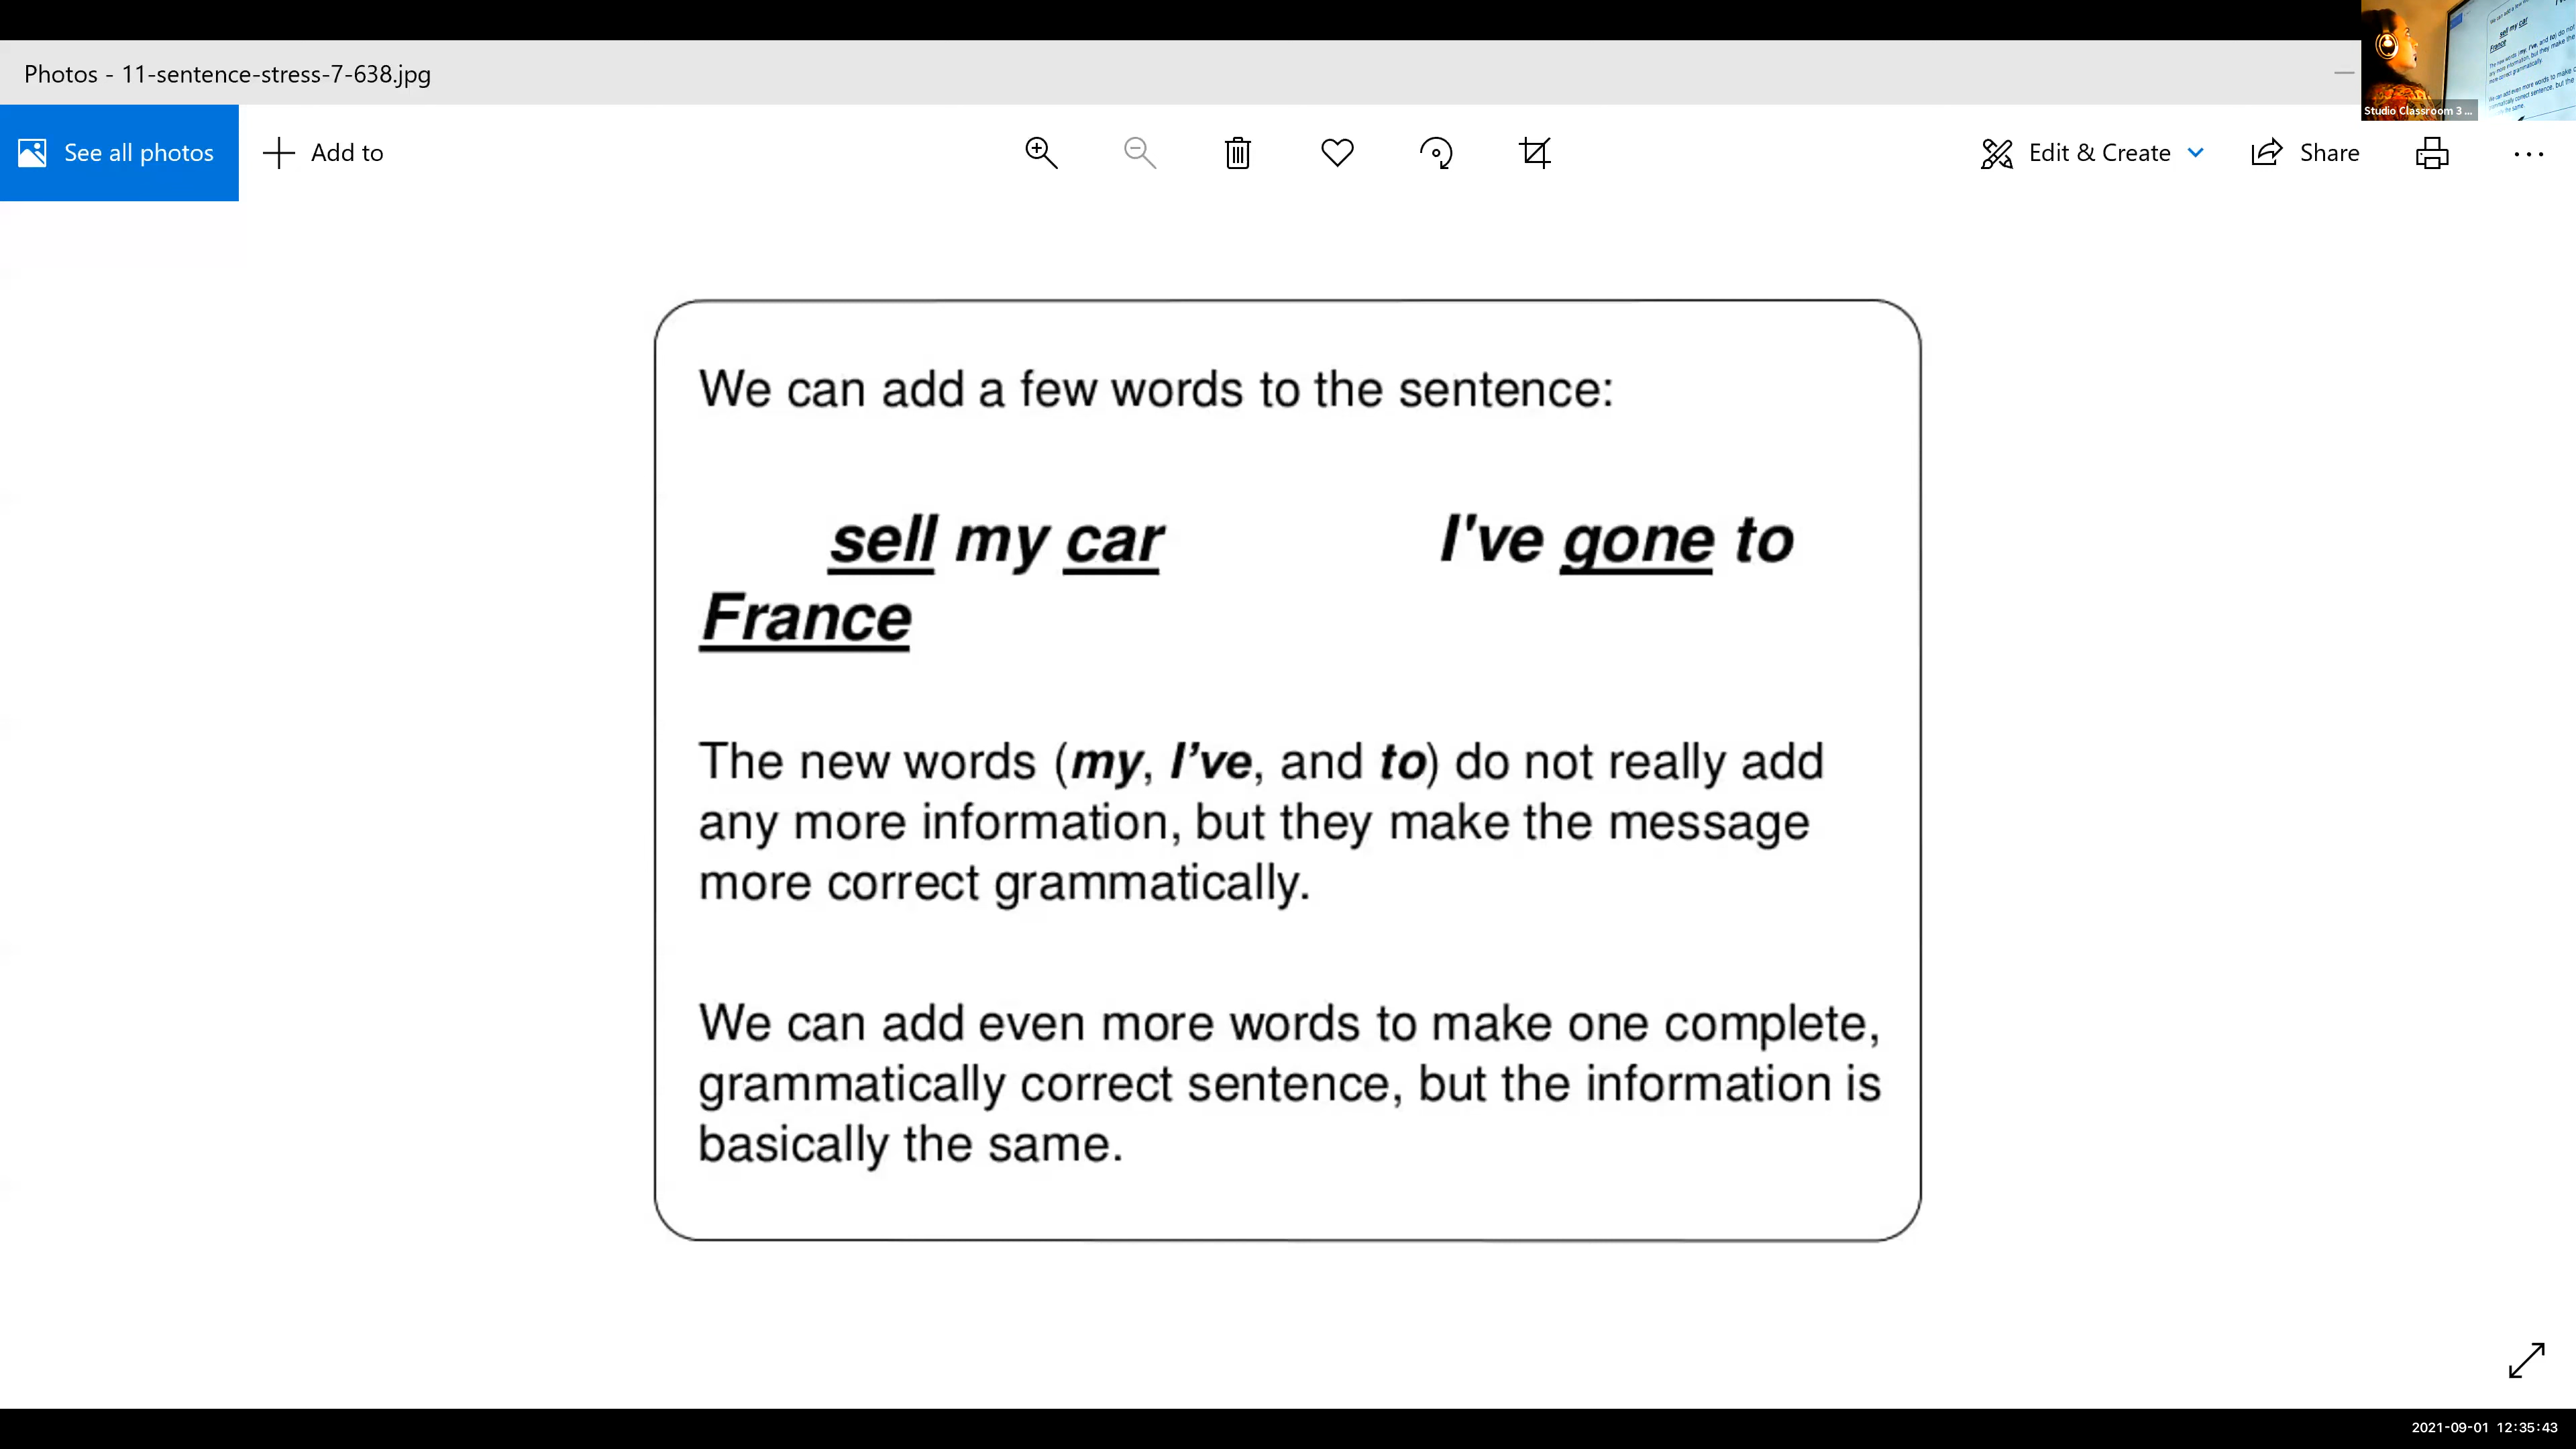 Photos - 11-sentence-stress-7-638.jpg
See all photos
Add to
Edit & Create
Share
Studio Classroom 3 ...
We can add a few words to the sentence:
sell my car I've gone to
France
The new words (my, I’ve, and to) do not really add
any more information, but they make the message
more correct grammatically.
We can add even more words to make one complete,
grammatically correct sentence, but the information is
basically the same.
2021-09-01 12:35:43